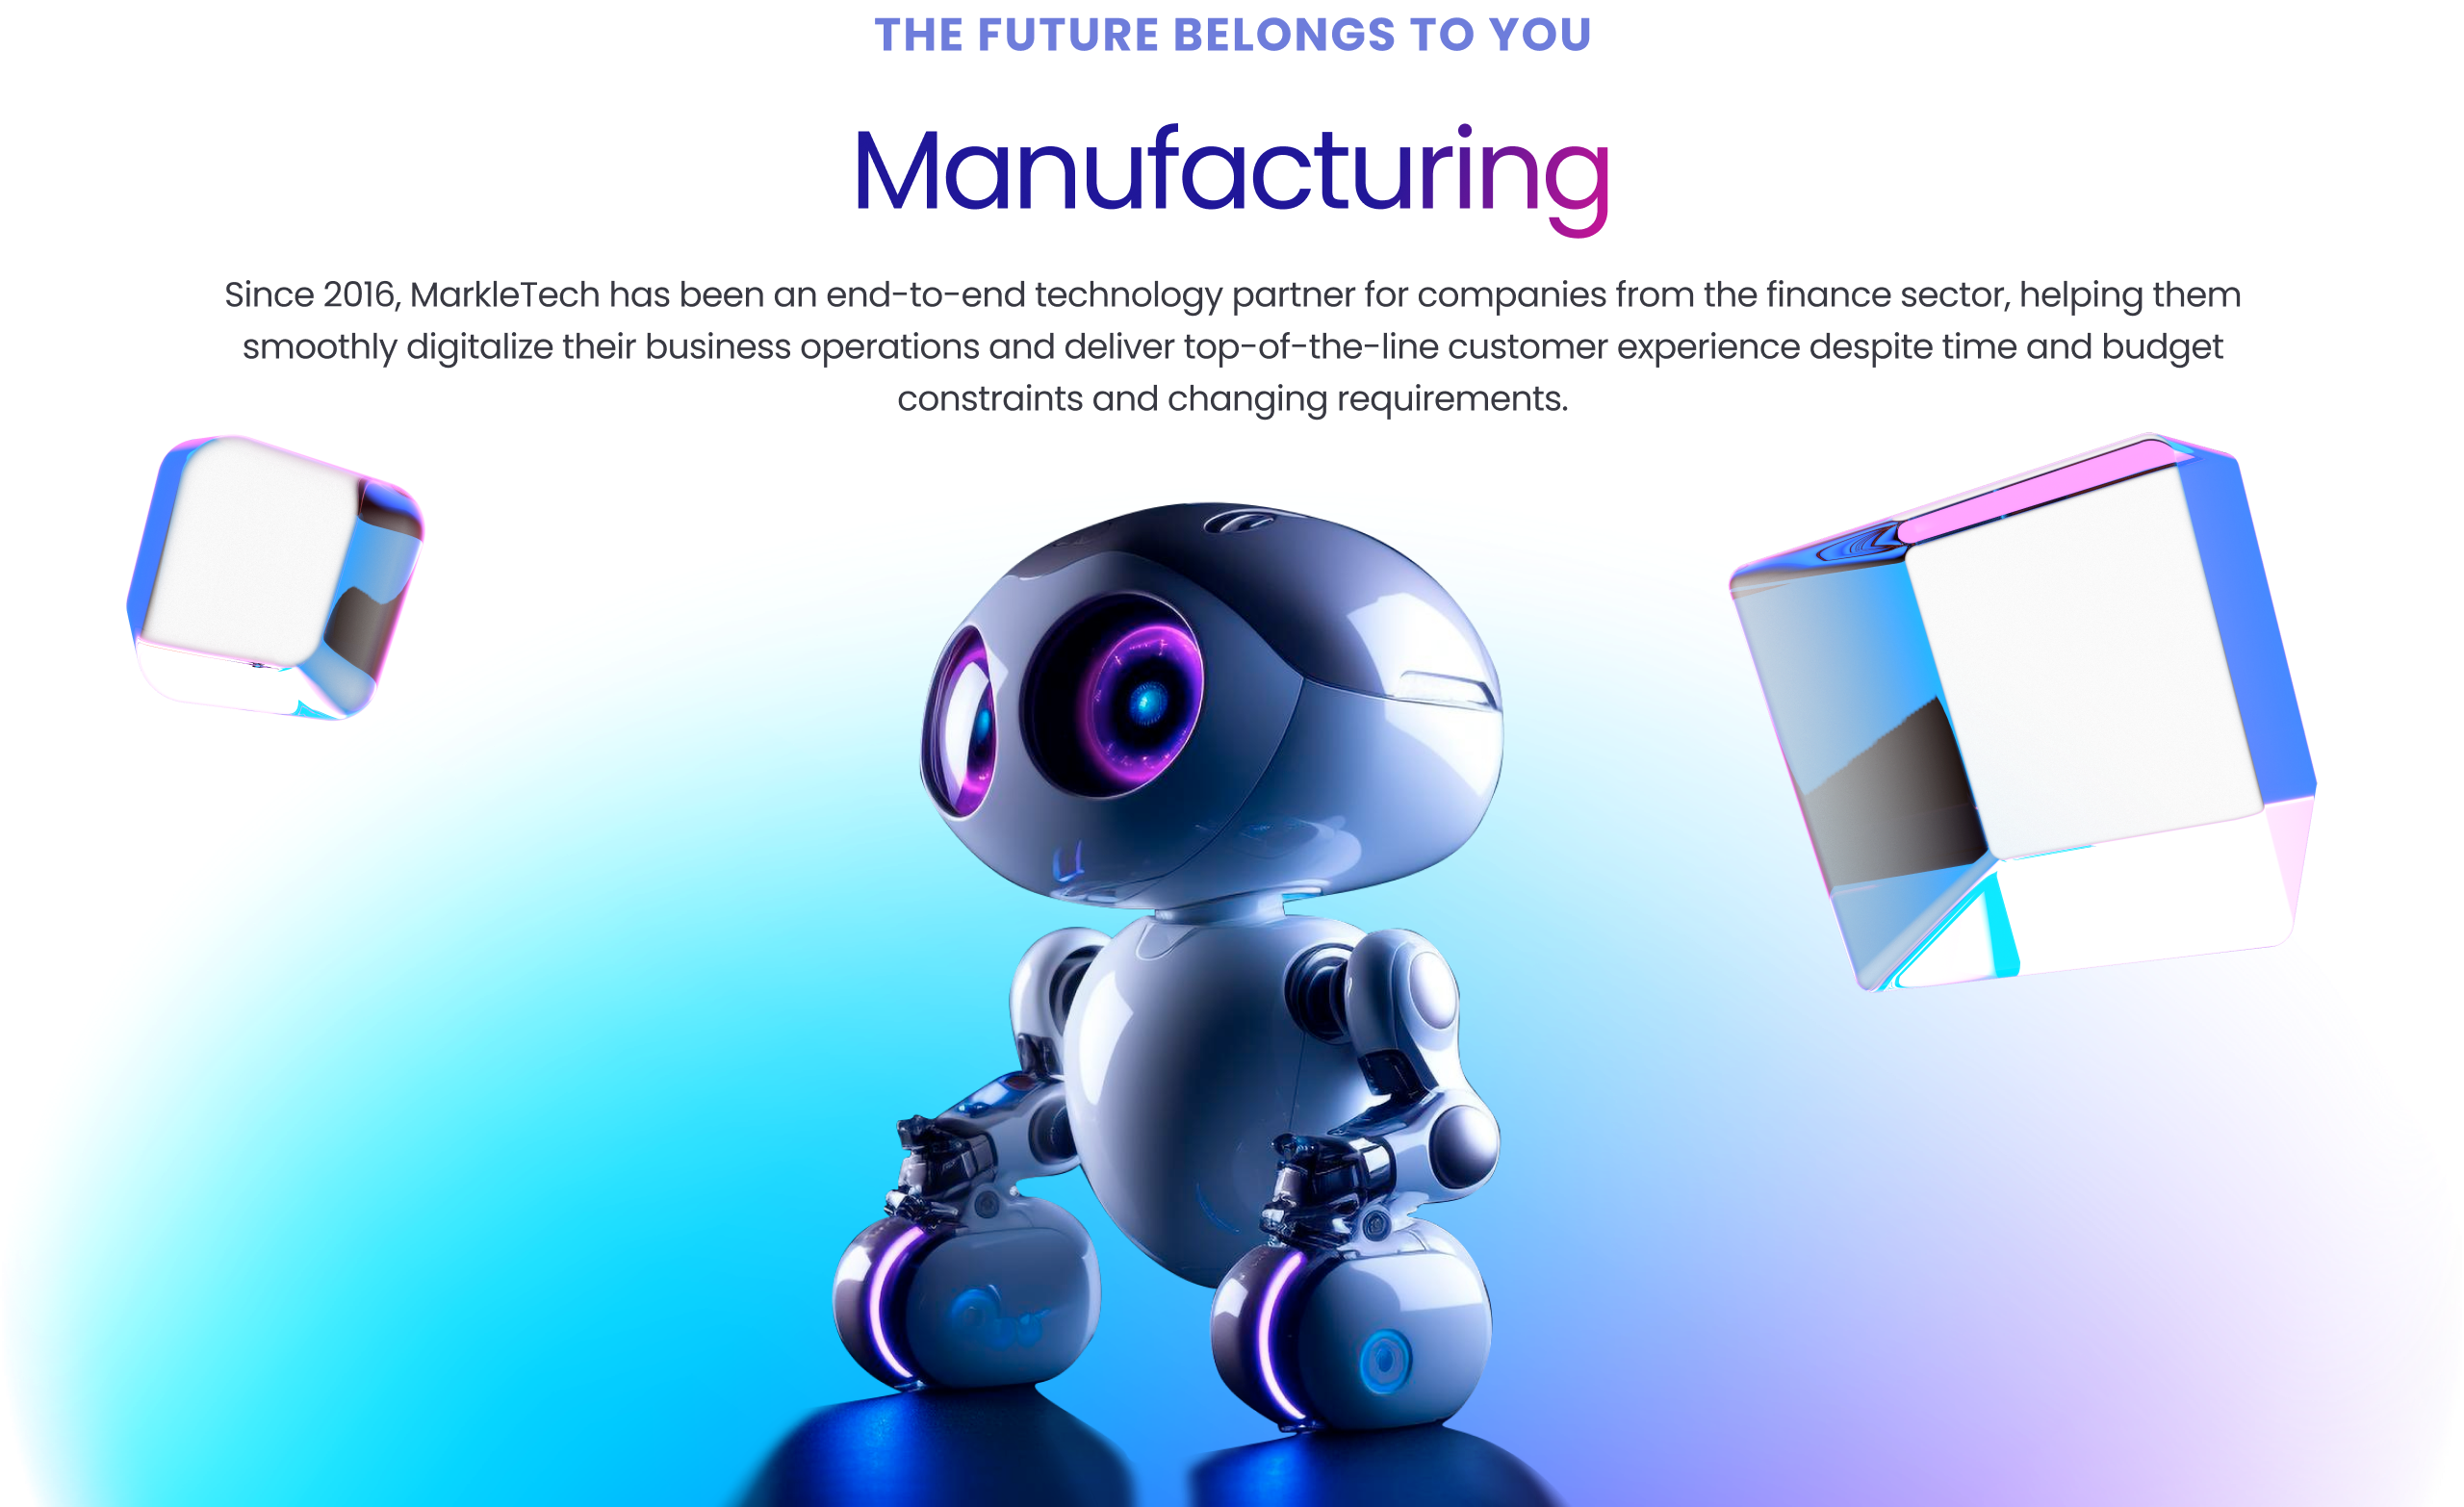 THE FUTURE BELONGS TO YOU
Manufacturing
Since 2016, MarkleTech has been an end-to-end technology partner for companies from the finance sector, helping them
smoothly digitalize their business operations and deliver top-of-the-line customer experience despite time and budget
constraints and changing requirements.